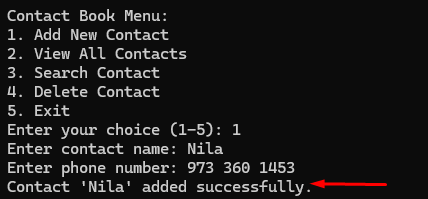 Contact Book Menu:
1. Add New Contact
2. View All Contacts
3. Search Contact
4. Delete Contact
5. Exit
Enter your choice (1-5): 1
Enter contact name: Nila
Enter phone number: 973 360 1453
Contact 'Nila' added successfully.